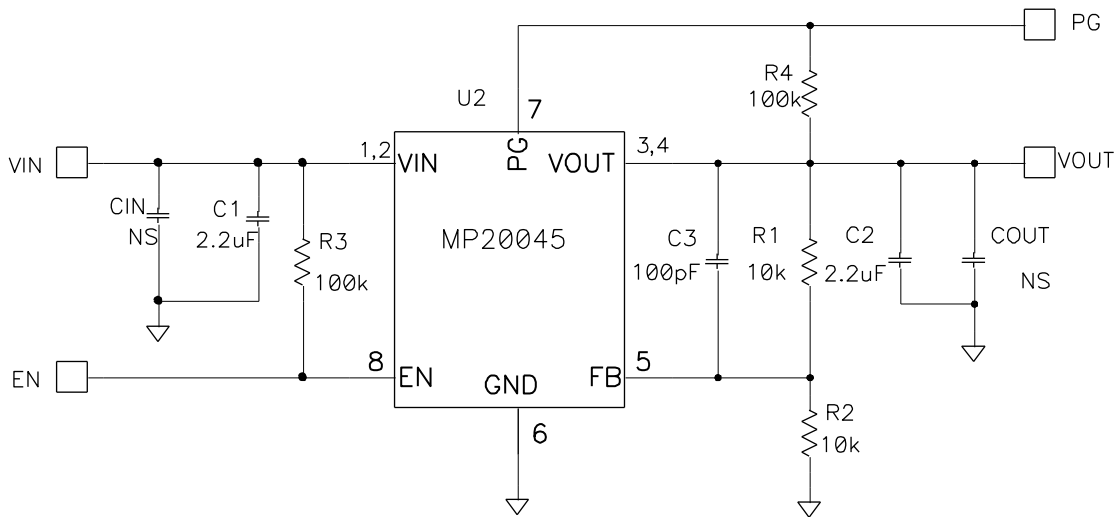 PG
R4
100k
U2
7
1,2
3,4
VIN
VIN
PG
VOUT
VOUT
CIN
NS
C1
2.2uF
R3
100k
MP20045
C3
100pF
R1
10k
C2
2.2uF
COUT
NS
8
5
EN
EN
GND
FB
6
R2
10k